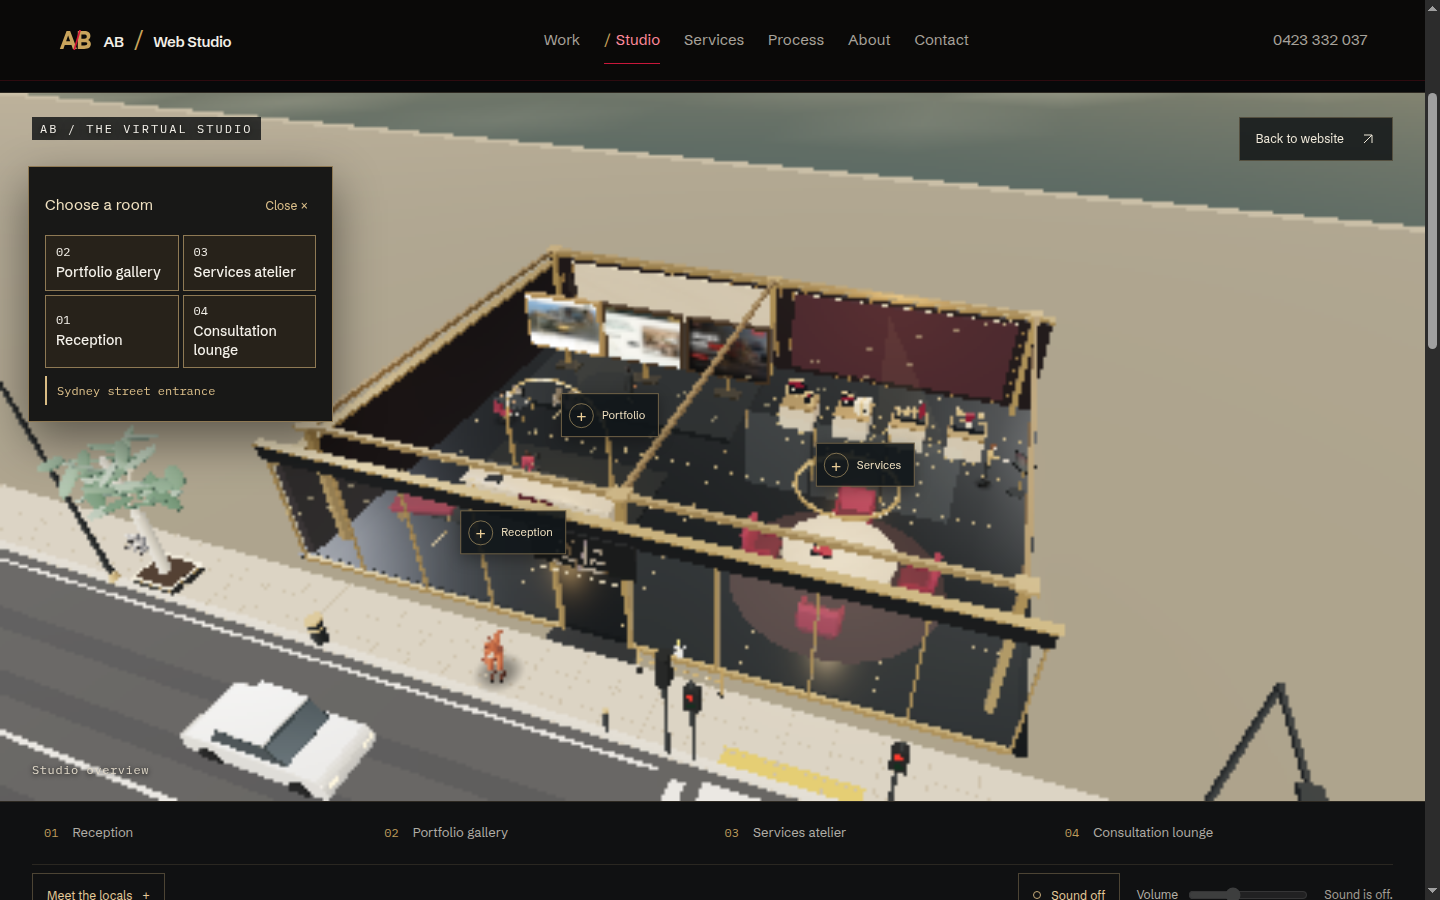 AB AB / Web Studio
Work
/ Studio
Services
Process
About
Contact
0423 332 037
AB / THE VIRTUAL STUDIO
Back to website
Choose a room
Close ×
02
Portfolio gallery
03
Services atelier
01
Reception
04
Consultation
lounge
Sydney street entrance
+ Portfolio
+ Services
+ Reception
Studio overview
01 Reception
02 Portfolio gallery
03 Services atelier
04 Consultation lounge
Meet the locals +
Sound off
Volume
Sound is off.